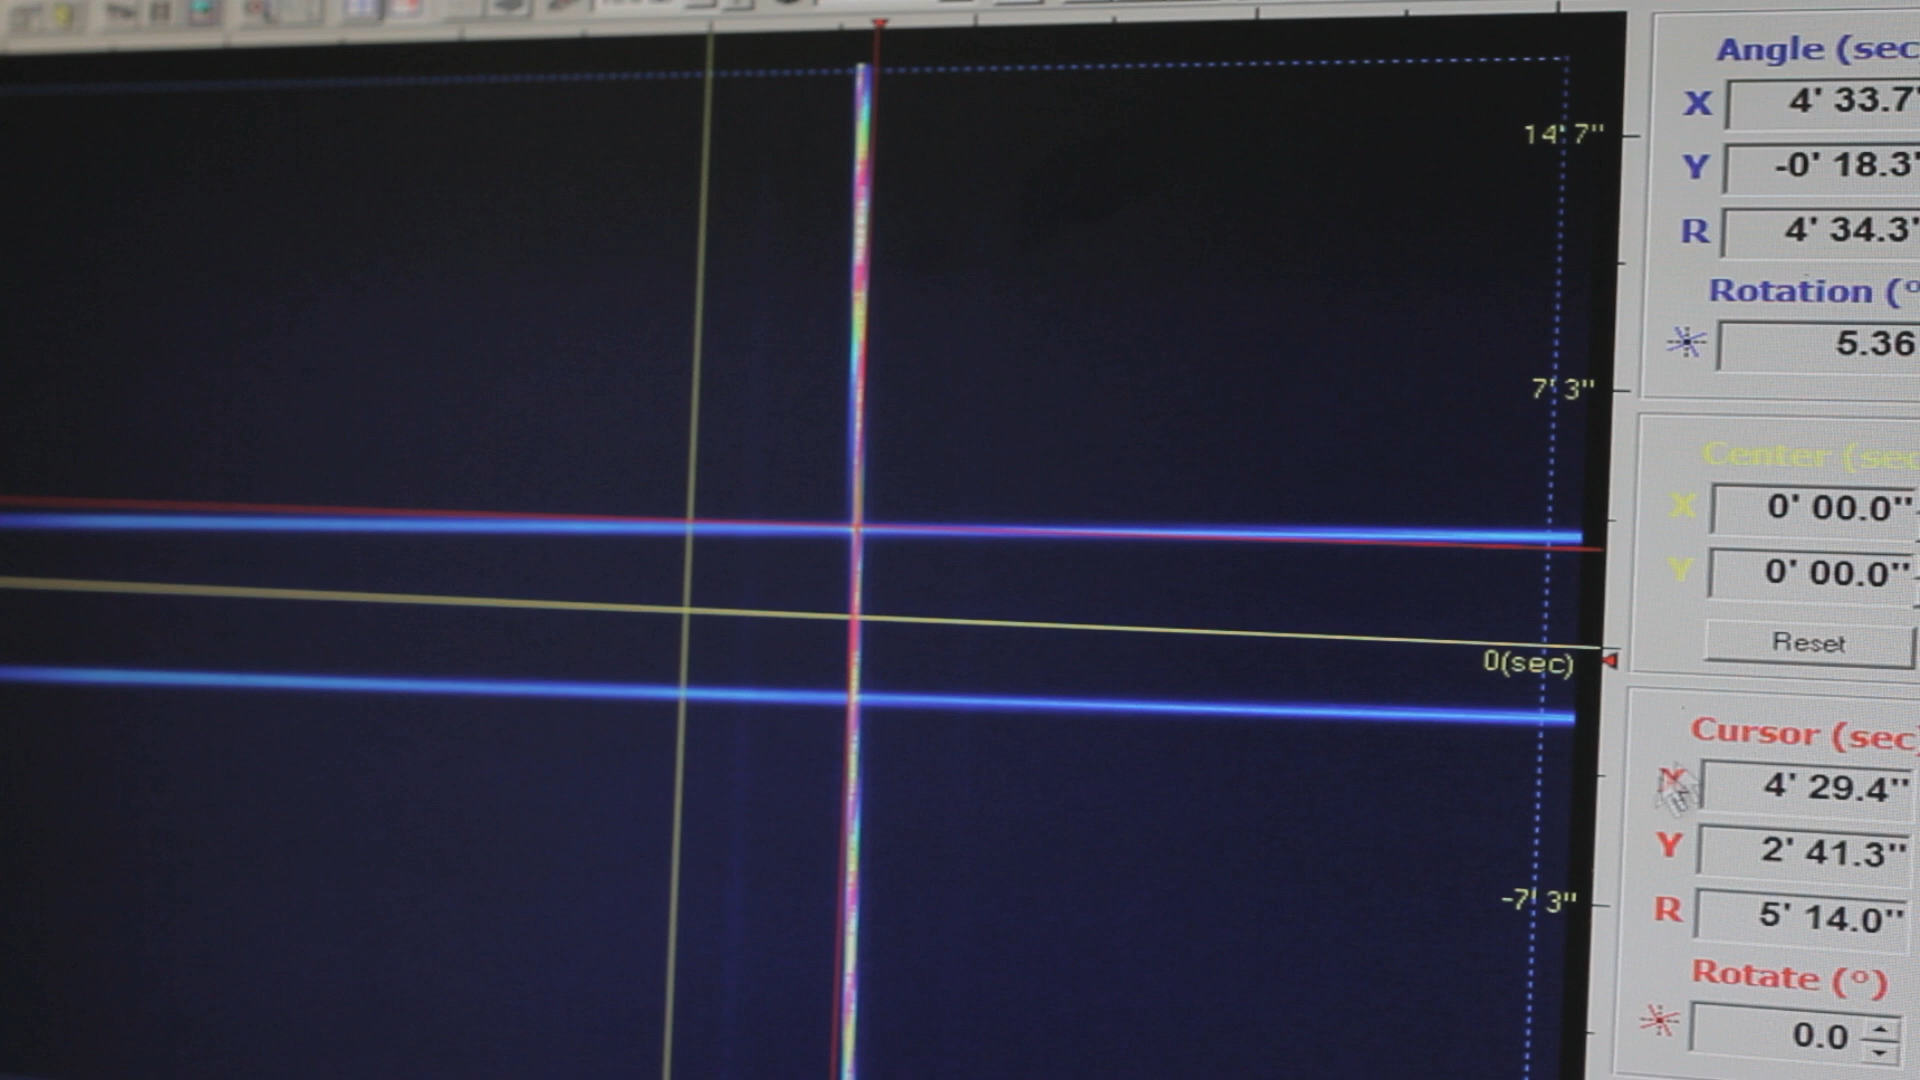 Angle (sec
X 4' 33.7'
14' 7"
Y -0' 18.3'
R 4' 34.3'
Rotation (°
5.36
7' 3"
Center (sec
X 0' 00.0"
Y 0' 00.0"
Reset
0(sec)
Cursor (sec)
X 4' 29.4"
Y 2' 41.3"
-7' 3"
R 5' 14.0"
Rotate (°)
0.0